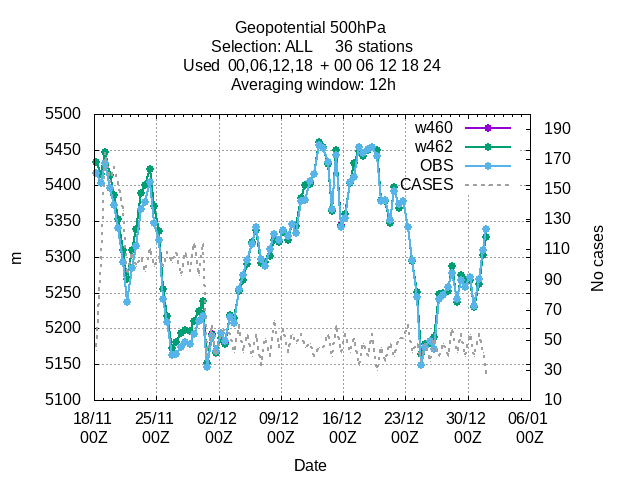 Geopotential 500hPa
Selection: ALL 36 stations
Used 00,06,12,18 + 00 06 12 18 24
Averaging window: 12h
5500
5450
5400
5350
5300
5250
5200
5150
5100
m
w460
w462
OBS
CASES
190
170
150
130
110
90
70
50
30
10
No cases
18/11 25/11 02/12 09/12 16/12 23/12 30/12 06/01
00Z 00Z 00Z 00Z 00Z 00Z 00Z 00Z
Date